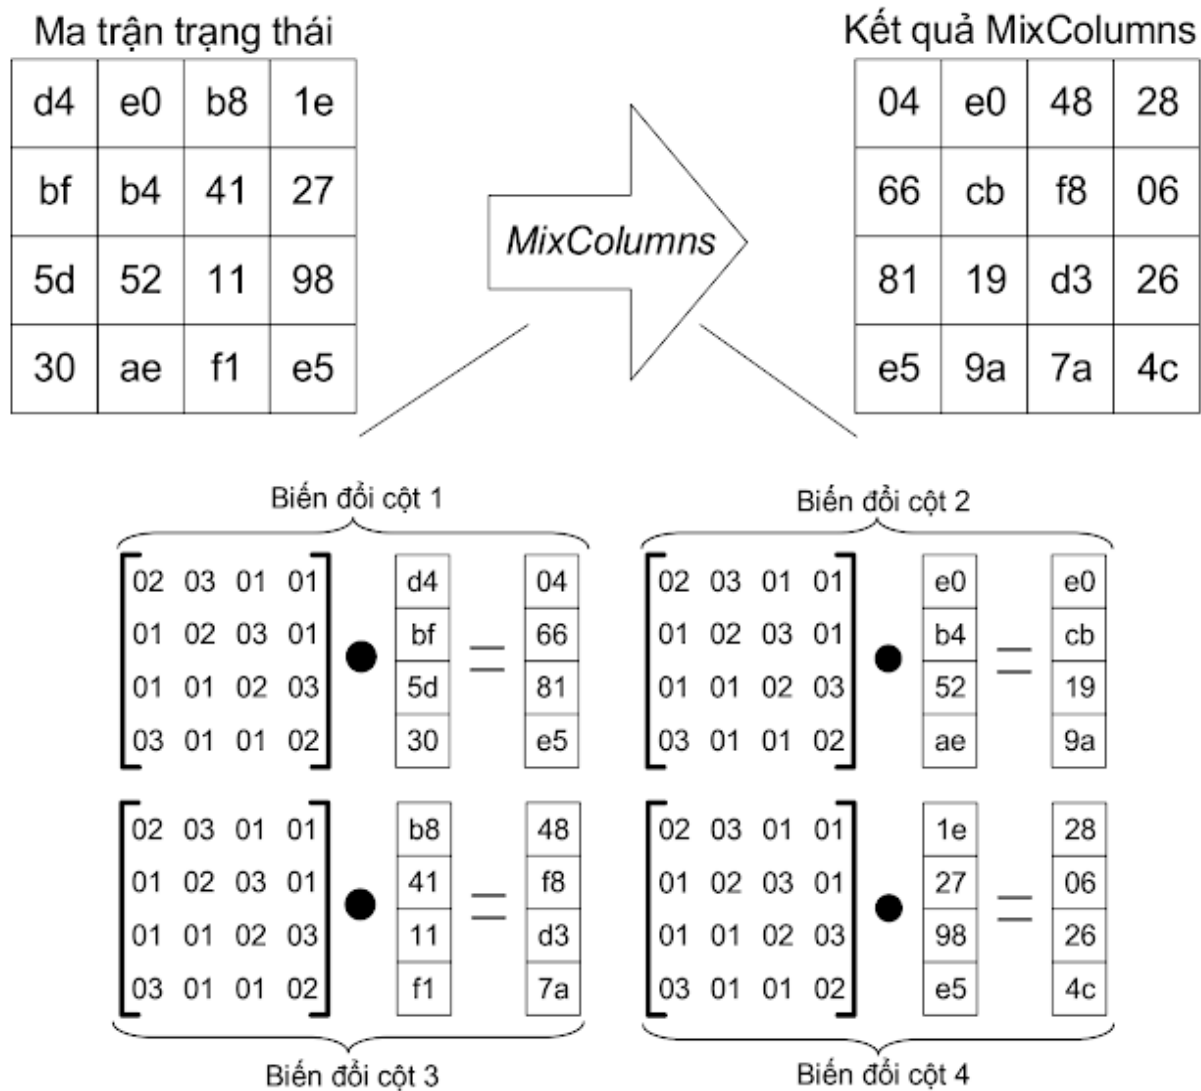 Ma trận trạng thái
Kết quả MixColumns
d4 e0 b8 1e
bf b4 41 27
5d 52 11 98
30 ae f1 e5
MixColumns
04 e0 48 28
66 cb f8 06
81 19 d3 26
e5 9a 7a 4c
Biến đổi cột 1
02 03 01 01 d4 = 04
01 02 03 01 bf 66
01 01 02 03 5d 81
03 01 01 02 30 e5
Biến đổi cột 2
02 03 01 01 e0 = e0
01 02 03 01 b4 cb
01 01 02 03 52 19
03 01 01 02 ae 9a
02 03 01 01 b8 = 48
01 02 03 01 41 f8
01 01 02 03 11 d3
03 01 01 02 f1 7a
Biến đổi cột 3
02 03 01 01 1e = 28
01 02 03 01 27 06
01 01 02 03 98 26
03 01 01 02 e5 4c
Biến đổi cột 4